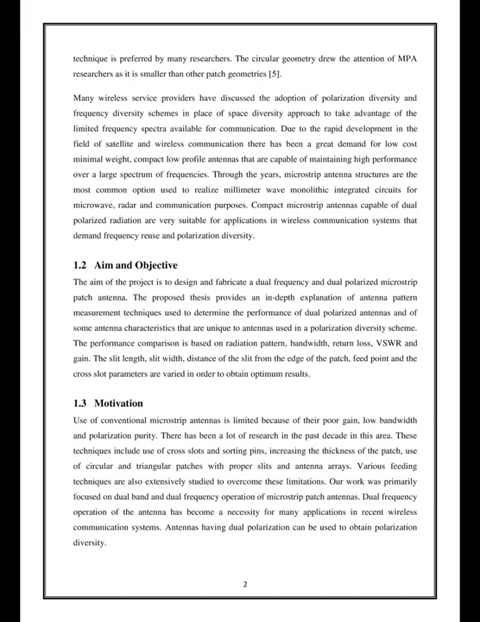 technique is preferred by many researchers. The circular geometry drew the attention of MPA
researchers as it is smaller than other patch geometries [5].
Many wireless service providers have discussed the adoption of polarization diversity and
frequency diversity schemes in place of space diversity approach to take advantage of the
limited frequency spectra available for communication. Due to the rapid development in the
field of satellite and wireless communication there has been a great demand for low cost
minimal weight, compact low profile antennas that are capable of maintaining high performance
over a large spectrum of frequencies. Through the years, microstrip antenna structures are the
most common option used to realize millimeter wave monolithic integrated circuits for
microwave, radar and communication purposes. Compact microstrip antennas capable of dual
polarized radiation are very suitable for applications in wireless communication systems that
demand frequency reuse and polarization diversity.
1.2 Aim and Objective
The aim of the project is to design and fabricate a dual frequency and dual polarized microstrip
patch antenna. The proposed thesis provides an in-depth explanation of antenna pattern
measurement techniques used to determine the performance of dual polarized antennas and of
some antenna characteristics that are unique to antennas used in a polarization diversity scheme.
The performance comparison is based on radiation pattern, bandwidth, return loss, VSWR and
gain. The slit length, slit width, distance of the slit from the edge of the patch, feed point and the
cross slot parameters are varied in order to obtain optimum results.
1.3 Motivation
Use of conventional microstrip antennas is limited because of their poor gain, low bandwidth
and polarization purity. There has been a lot of research in the past decade in this area. These
techniques include use of cross slots and sorting pins, increasing the thickness of the patch, use
of circular and triangular patches with proper slits and antenna arrays. Various feeding
techniques are also extensively studied to overcome these limitations. Our work was primarily
focused on dual band and dual frequency operation of microstrip patch antennas. Dual frequency
operation of the antenna has become a necessity for many applications in recent wireless
communication systems. Antennas having dual polarization can be used to obtain polarization
diversity.
2